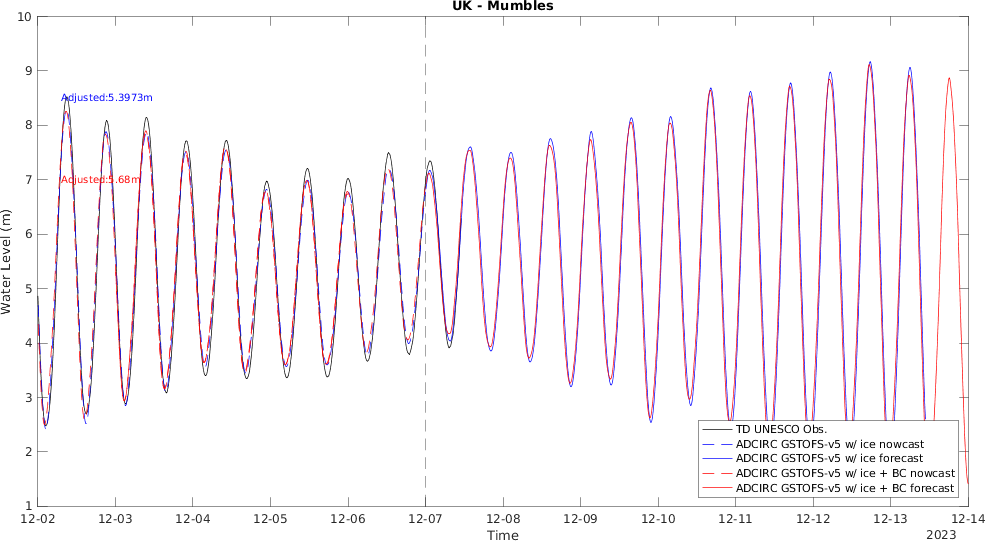 UK - Mumbles
10
9
8
7
6
5
4
3
2
1
Water Level (m)
Adjusted:5.3973m
Adjusted:5.68m
TD UNESCO Obs.
ADCIRC GSTOFS-v5 w/ ice nowcast
ADCIRC GSTOFS-v5 w/ ice forecast
ADCIRC GSTOFS-v5 w/ ice + BC nowcast
ADCIRC GSTOFS-v5 w/ ice + BC forecast
12-02 12-03 12-04 12-05 12-06 12-07 12-08 12-09 12-10 12-11 12-12 12-13 12-14
Time
2023